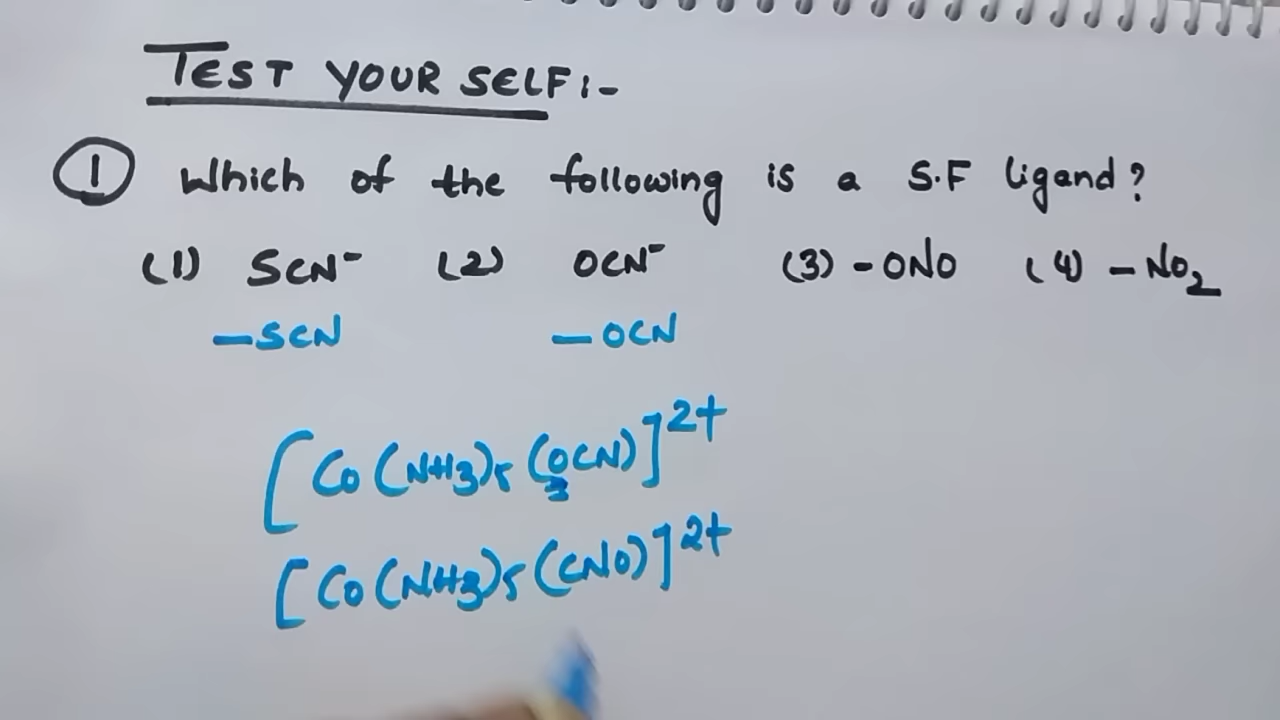 TEST YOUR SELF:-
① Which of the following is a S.F ligand?
(1) SCN⁻ (2) OCN⁻ (3) -ONO (4) -NO₂
-SCN -OCN
[Co(NH₃)₅(OCN)]²⁺
[Co(NH₃)₅(CNO)]²⁺